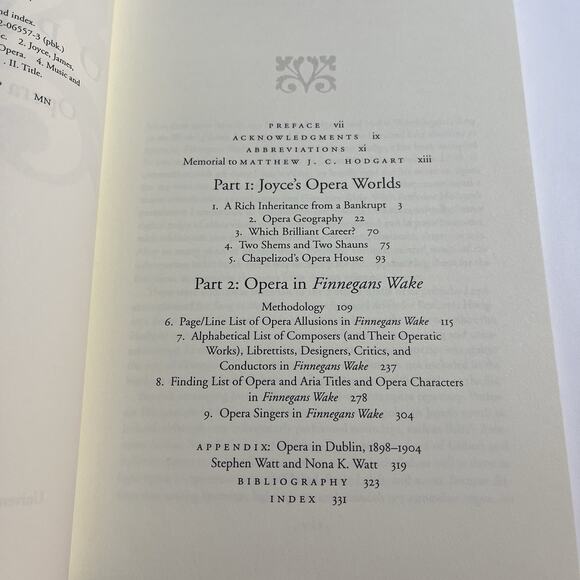 nd index.
2-06557-3 (pbk.)
c. 2. Joyce, James,
Opera. 4. Music and
. II. Title.
MN
Opera
PREFACE vii
ACKNOWLEDGMENTS ix
ABBREVIATIONS xi
Memorial to MATTHEW J. C. HODGART xiii
Part 1: Joyce's Opera Worlds
1. A Rich Inheritance from a Bankrupt 3
2. Opera Geography 22
3. Which Brilliant Career? 70
4. Two Shems and Two Shauns 75
5. Chapelizod's Opera House 93
Part 2: Opera in Finnegans Wake
Methodology 109
6. Page/Line List of Opera Allusions in Finnegans Wake 115
7. Alphabetical List of Composers (and Their Operatic
Works), Librettists, Designers, Critics, and
Conductors in Finnegans Wake 237
8. Finding List of Opera and Aria Titles and Opera Characters
in Finnegans Wake 278
9. Opera Singers in Finnegans Wake 304
APPENDIX: Opera in Dublin, 1898–1904
Stephen Watt and Nona K. Watt 319
BIBLIOGRAPHY 323
INDEX 331